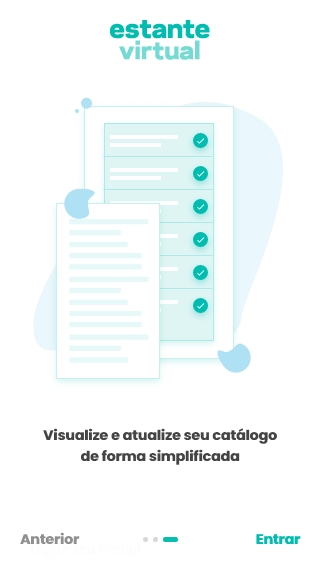 estante
virtual
Visualize e atualize seu catálogo
de forma simplificada
Anterior
Entrar